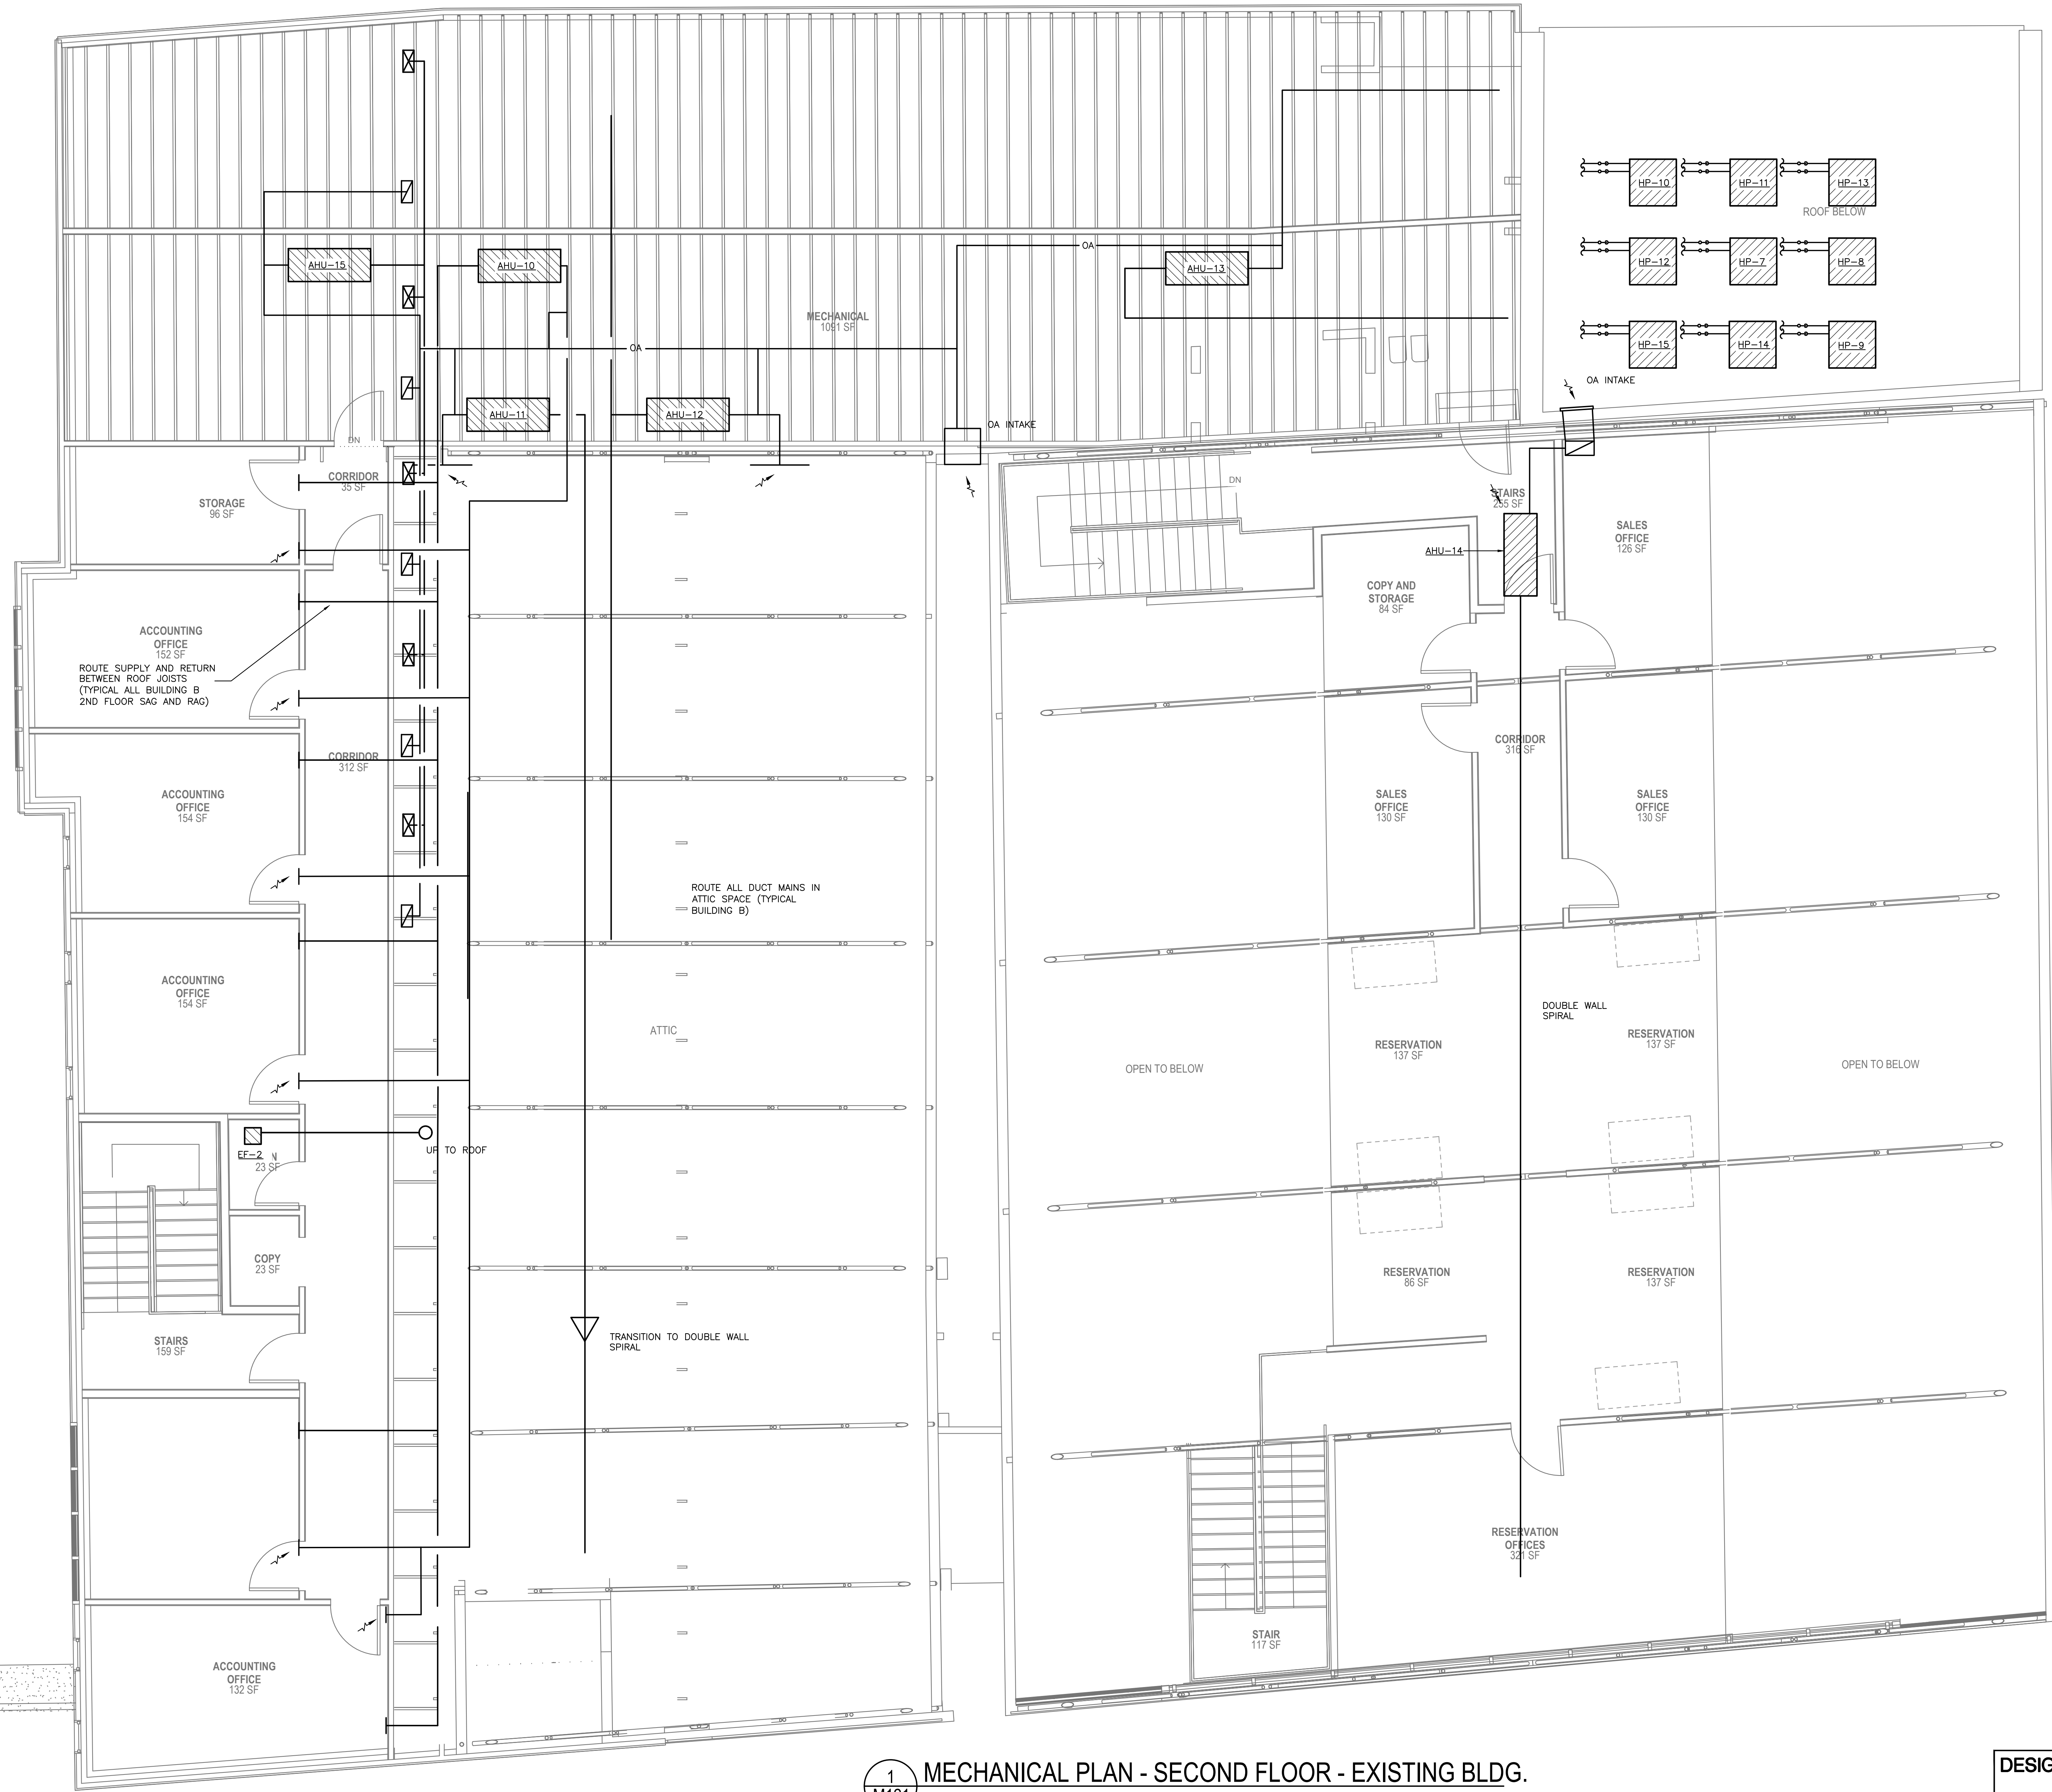 HP-10
HP-11
HP-13
ROOF BELOW
HP-12
HP-7
HP-8
HP-15
HP-14
HP-9
OA INTAKE
AHU-15
AHU-10
OA
AHU-13
MECHANICAL
1091 SF
OA
AHU-11
AHU-12
OA INTAKE
DN
CORRIDOR
35 SF
STORAGE
96 SF
DN
STAIRS
255 SF
SALES
OFFICE
126 SF
AHU-14
COPY AND
STORAGE
84 SF
ACCOUNTING
OFFICE
152 SF
ROUTE SUPPLY AND RETURN
BETWEEN ROOF JOISTS
(TYPICAL ALL BUILDING B
2ND FLOOR SAG AND RAG)
CORRIDOR
312 SF
CORRIDOR
316 SF
ACCOUNTING
OFFICE
154 SF
SALES
OFFICE
130 SF
SALES
OFFICE
130 SF
ROUTE ALL DUCT MAINS IN
ATTIC SPACE (TYPICAL
BUILDING B)
ACCOUNTING
OFFICE
154 SF
ATTIC
DOUBLE WALL
SPIRAL
RESERVATION
137 SF
RESERVATION
137 SF
OPEN TO BELOW
OPEN TO BELOW
EF-2
23 SF
UP TO ROOF
COPY
23 SF
RESERVATION
86 SF
RESERVATION
137 SF
STAIRS
159 SF
TRANSITION TO DOUBLE WALL
SPIRAL
RESERVATION
OFFICES
321 SF
STAIR
117 SF
ACCOUNTING
OFFICE
132 SF
1
MECHANICAL PLAN - SECOND FLOOR - EXISTING BLDG.
DESIG